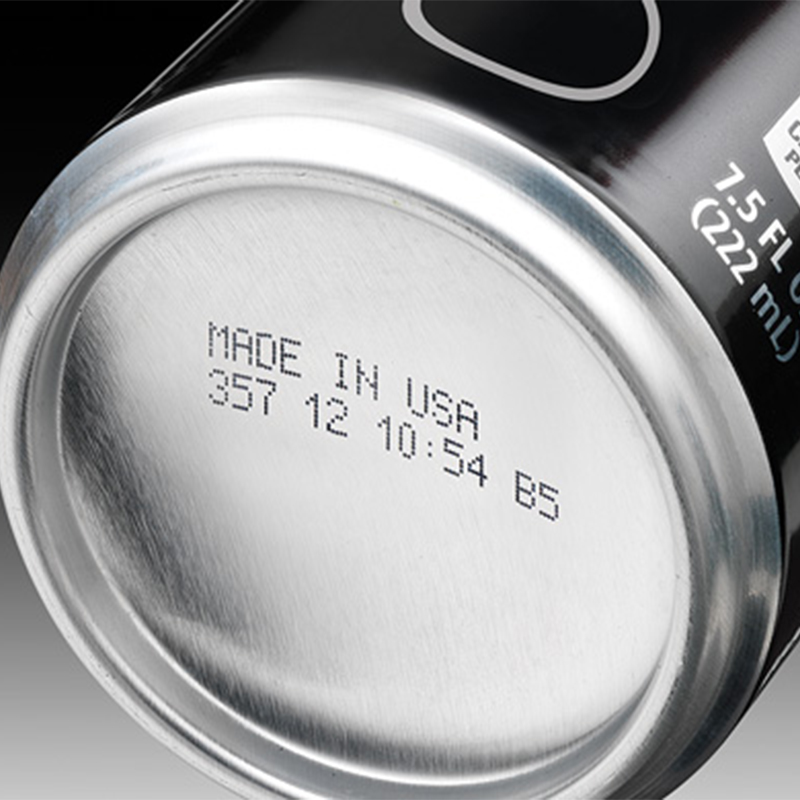 MADE IN USA
357 12 10:54 B5
7.5 FL
(222 mL)